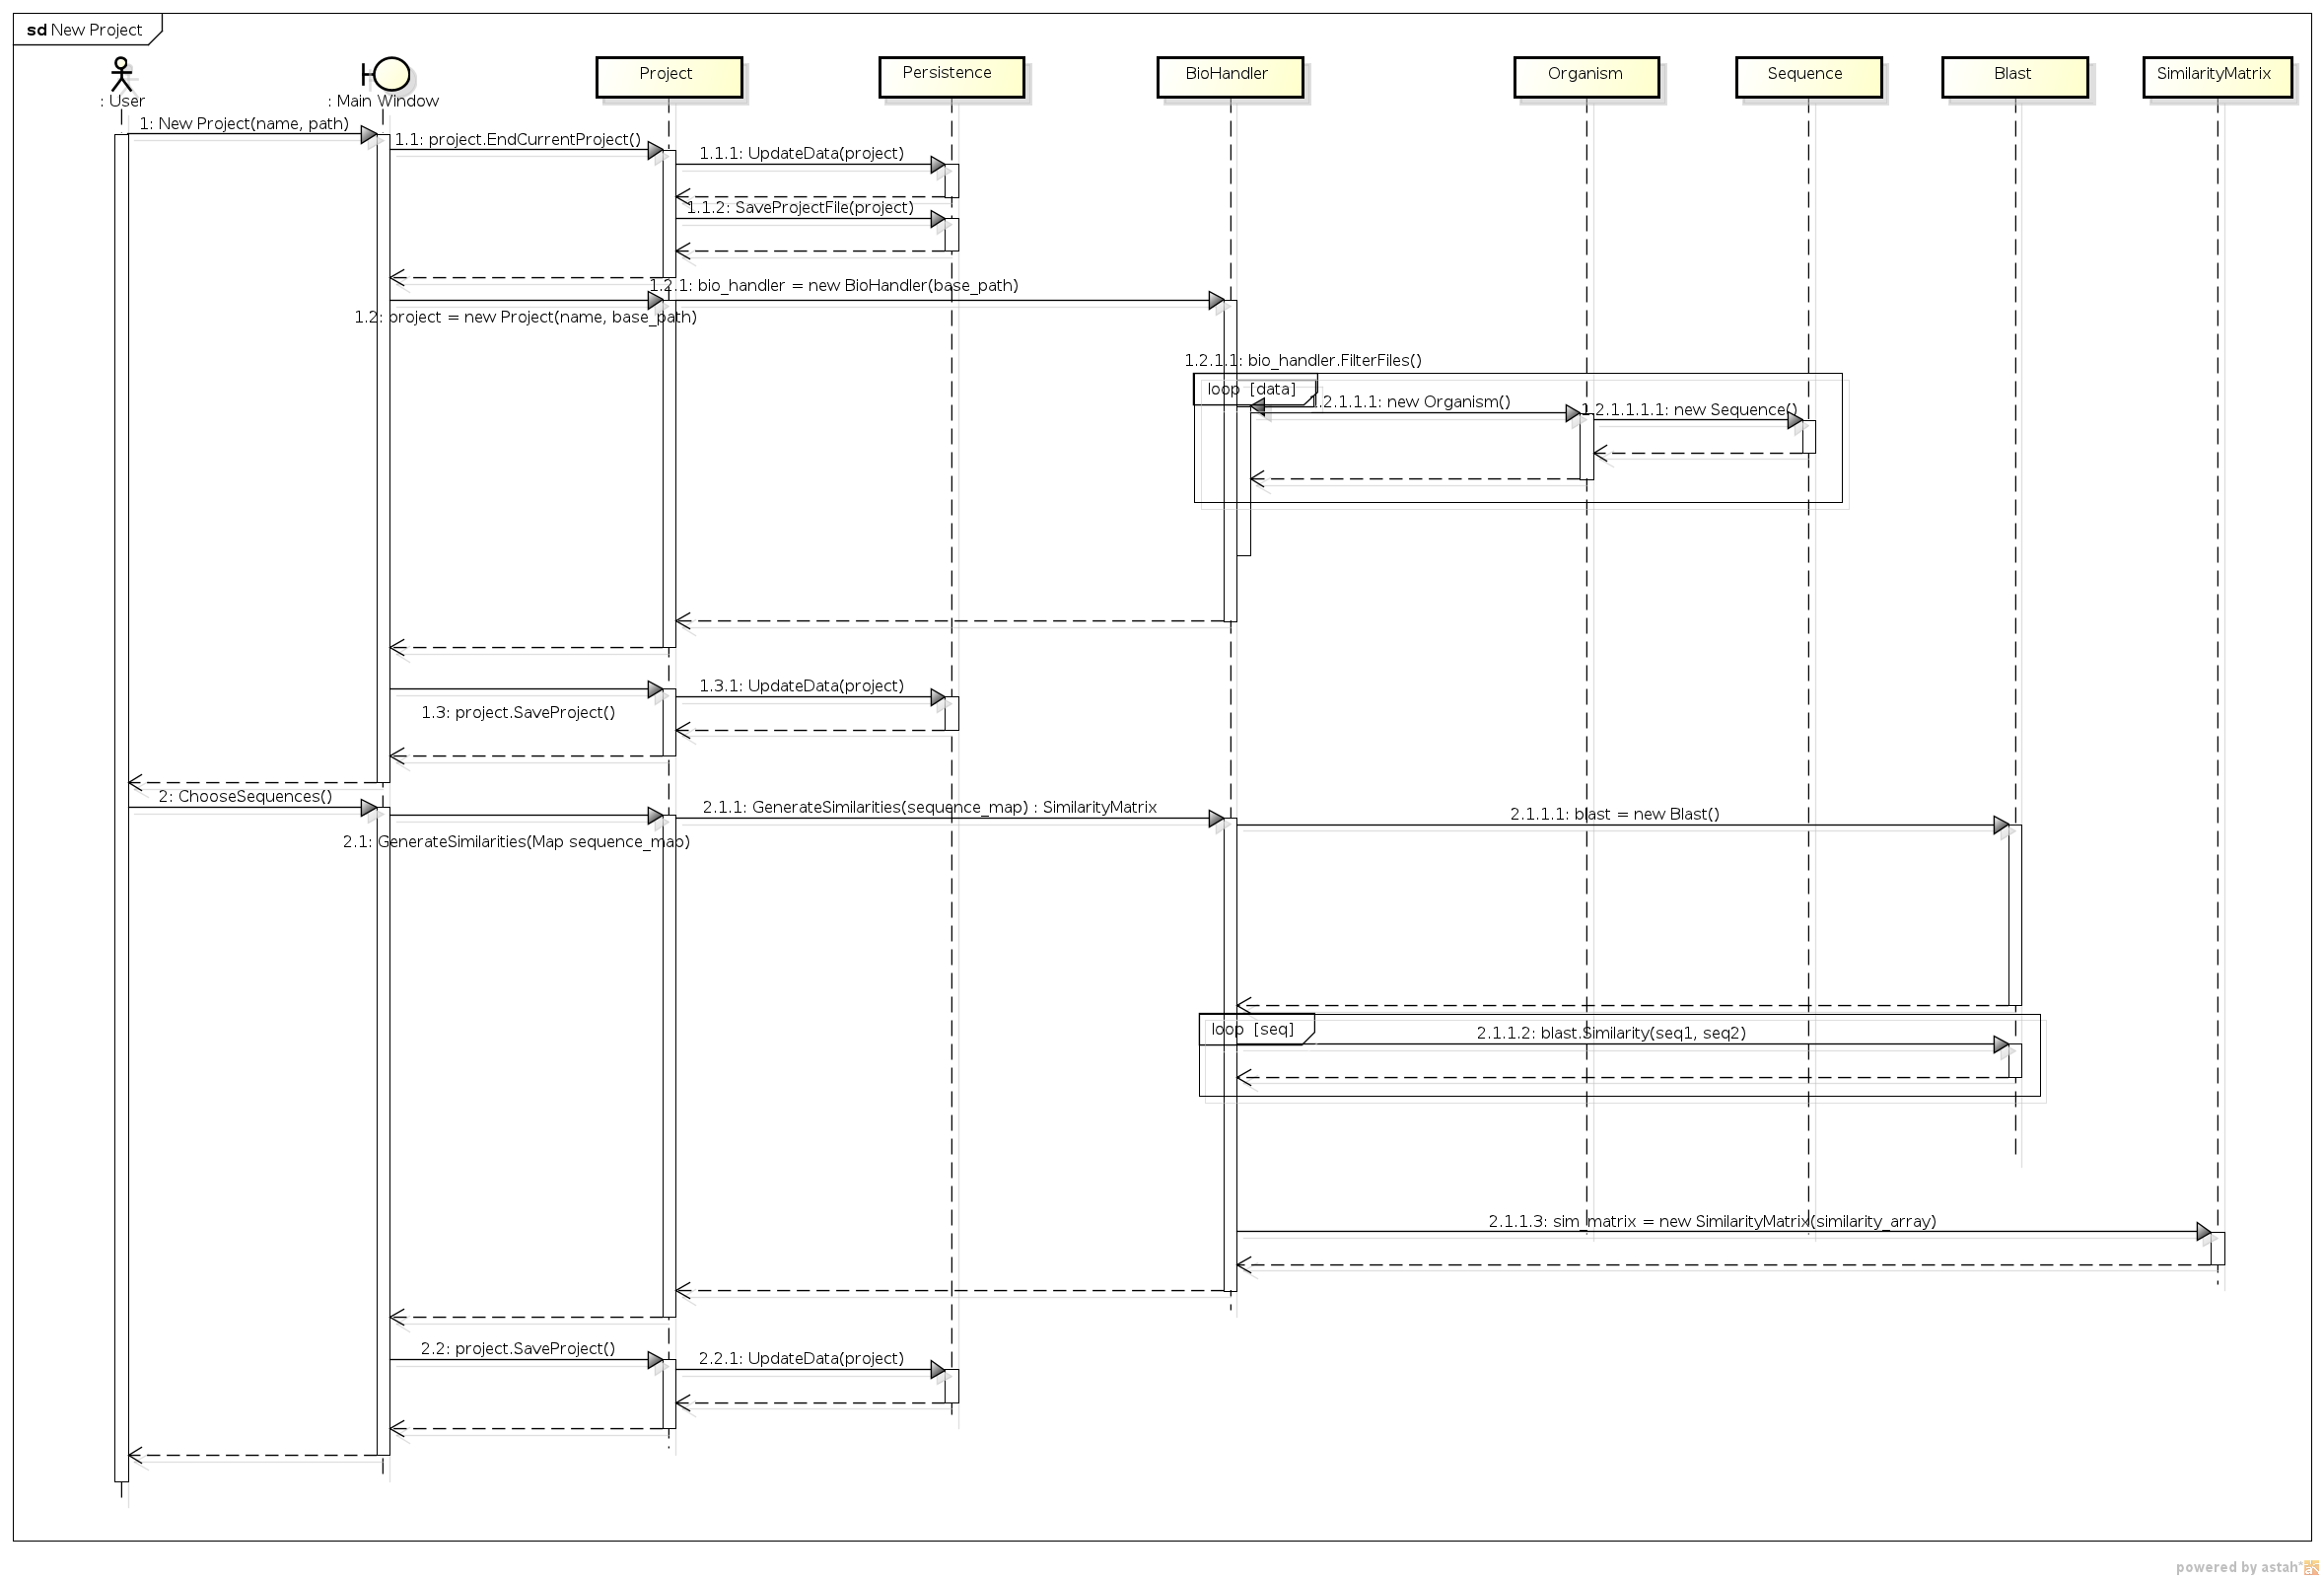 sd New Project
: User
: Main Window
Project
Persistence
BioHandler
Organism
Sequence
Blast
SimilarityMatrix
1: New Project(name, path)
1.1: project.EndCurrentProject()
1.1.1: UpdateData(project)
1.1.2: SaveProjectFile(project)
1.2.1: bio_handler = new BioHandler(base_path)
1.2: project = new Project(name, base_path)
1.2.1.1: bio_handler.FilterFiles()
loop [data]
1.2.1.1.1: new Organism()
1.2.1.1.1.1: new Sequence()
1.3.1: UpdateData(project)
1.3: project.SaveProject()
2: ChooseSequences()
2.1.1: GenerateSimilarities(sequence_map) : SimilarityMatrix
2.1.1.1: blast = new Blast()
2.1: GenerateSimilarities(Map sequence_map)
loop [seq]
2.1.1.2: blast.Similarity(seq1, seq2)
2.1.1.3: sim_matrix = new SimilarityMatrix(similarity_array)
2.2: project.SaveProject()
2.2.1: UpdateData(project)
powered by astah*